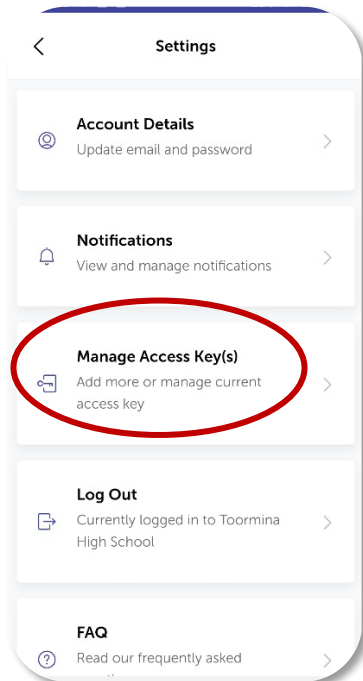 Settings
Account Details
Update email and password
Notifications
View and manage notifications
Manage Access Key(s)
Add more or manage current
access key
Log Out
Currently logged in to Toormina
High School
FAQ
Read our frequently asked